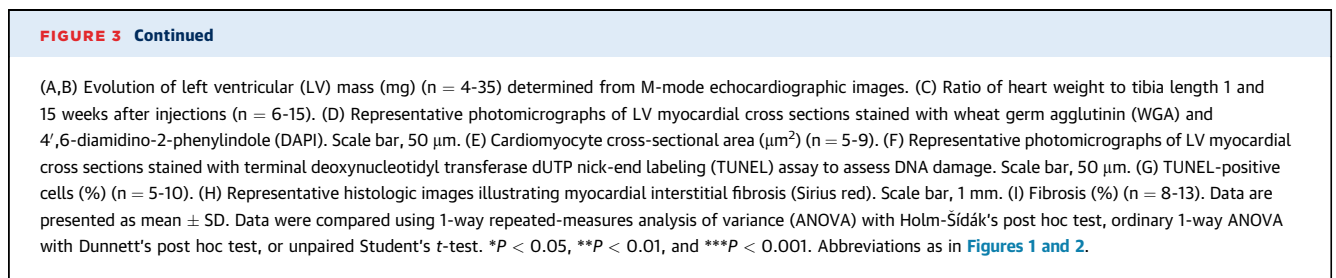 FIGURE 3 Continued
(A,B) Evolution of left ventricular (LV) mass (mg) (n = 4-35) determined from M-mode echocardiographic images. (C) Ratio of heart weight to tibia length 1 and
15 weeks after injections (n = 6-15). (D) Representative photomicrographs of LV myocardial cross sections stained with wheat germ agglutinin (WGA) and
4′,6-diamidino-2-phenylindole (DAPI). Scale bar, 50 μm. (E) Cardiomyocyte cross-sectional area (μm²) (n = 5-9). (F) Representative photomicrographs of LV myocardial
cross sections stained with terminal deoxynucleotidyl transferase dUTP nick-end labeling (TUNEL) assay to assess DNA damage. Scale bar, 50 μm. (G) TUNEL-positive
cells (%) (n = 5-10). (H) Representative histologic images illustrating myocardial interstitial fibrosis (Sirius red). Scale bar, 1 mm. (I) Fibrosis (%) (n = 8-13). Data are
presented as mean ± SD. Data were compared using 1-way repeated-measures analysis of variance (ANOVA) with Holm-Šídák's post hoc test, ordinary 1-way ANOVA
with Dunnett's post hoc test, or unpaired Student's t-test. *P < 0.05, **P < 0.01, and ***P < 0.001. Abbreviations as in Figures 1 and 2.